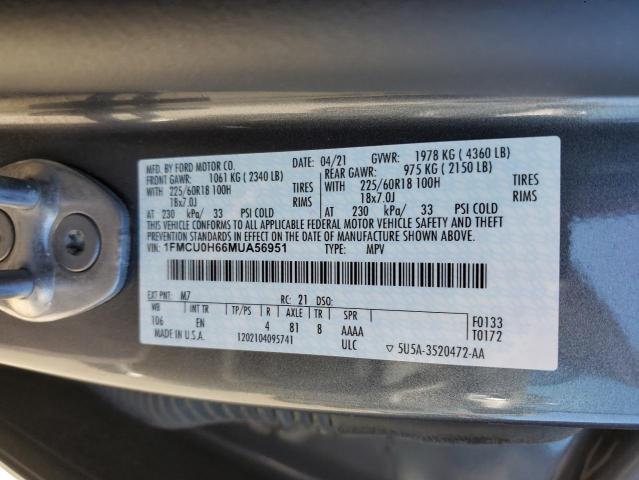 MFD. BY FORD MOTOR CO.
DATE: 04/21 GVWR: 1978 KG ( 4360 LB)
FRONT GAWR: 1061 KG ( 2340 LB) REAR GAWR: 975 KG ( 2150 LB)
WITH 225/60R18 100H TIRES WITH 225/60R18 100H TIRES
18x7.0J RIMS 18x7.0J RIMS
AT 230 kPa/ 33 PSI COLD AT 230 kPa/ 33 PSI COLD
THIS VEHICLE CONFORMS TO ALL APPLICABLE FEDERAL MOTOR VEHICLE SAFETY AND THEFT
PREVENTION STANDARDS IN EFFECT ON THE DATE OF MANUFACTURE SHOWN ABOVE.
VIN: 1FMCU0H66MUA56951 TYPE: MPV
EXT PNT: M7 RC: 21 DSO:
WB INT TR TP/PS R AXLE TR SPR F0133
106 EN 4 81 8 AAAA T0172
MADE IN U.S.A. 1202104095741 ULC ▽ 5U5A-3520472-AA